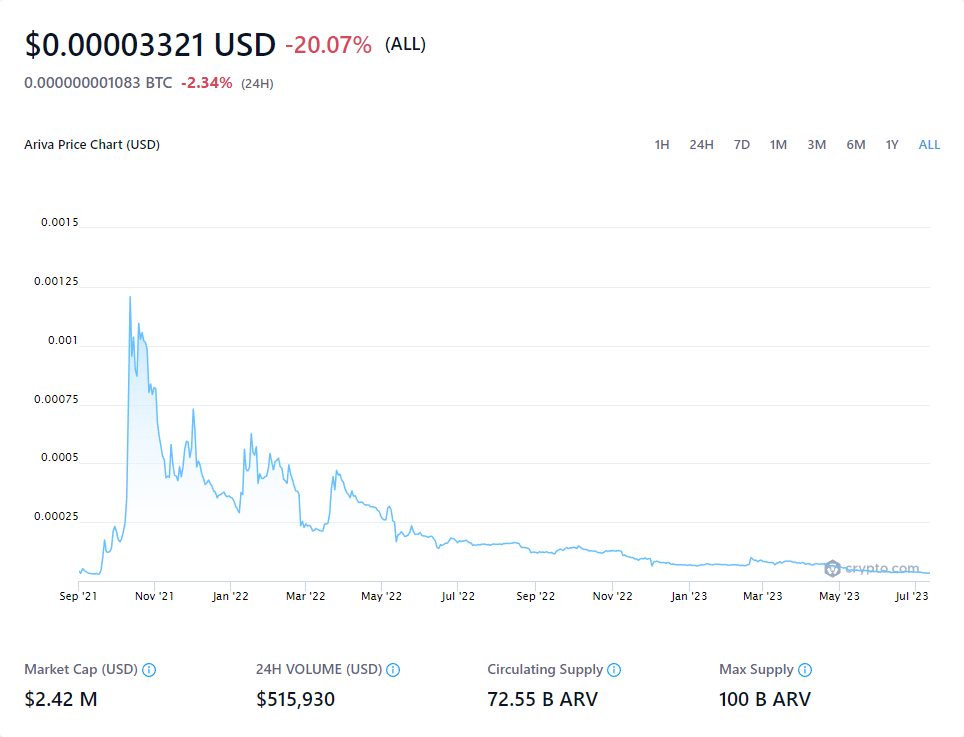 $0.00003321 USD -20.07% (ALL)
0.000000001083 BTC -2.34% (24H)
Ariva Price Chart (USD) 1H 24H 7D 1M 3M 6M 1Y ALL
0.0015
0.00125
0.001
0.00075
0.0005
0.00025
crypto.com
Sep '21 Nov '21 Jan '22 Mar '22 May '22 Jul '22 Sep '22 Nov '22 Jan '23 Mar '23 May '23 Jul '23
Market Cap (USD) 24H VOLUME (USD) Circulating Supply Max Supply
$2.42 M $515,930 72.55 B ARV 100 B ARV